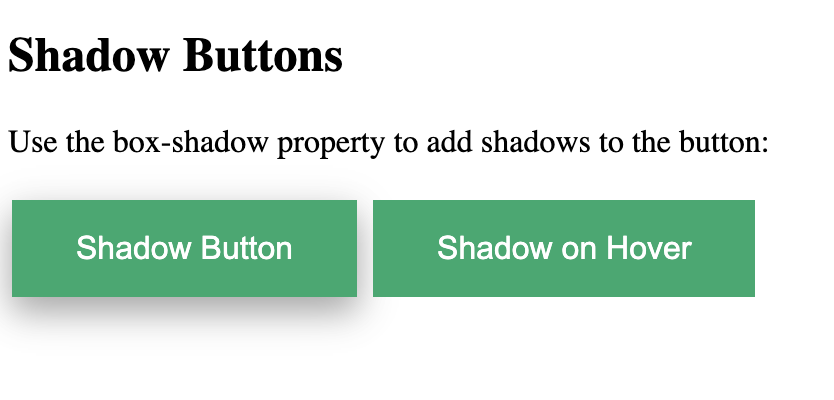 Shadow Buttons
Use the box-shadow property to add shadows to the button:
Shadow Button Shadow on Hover